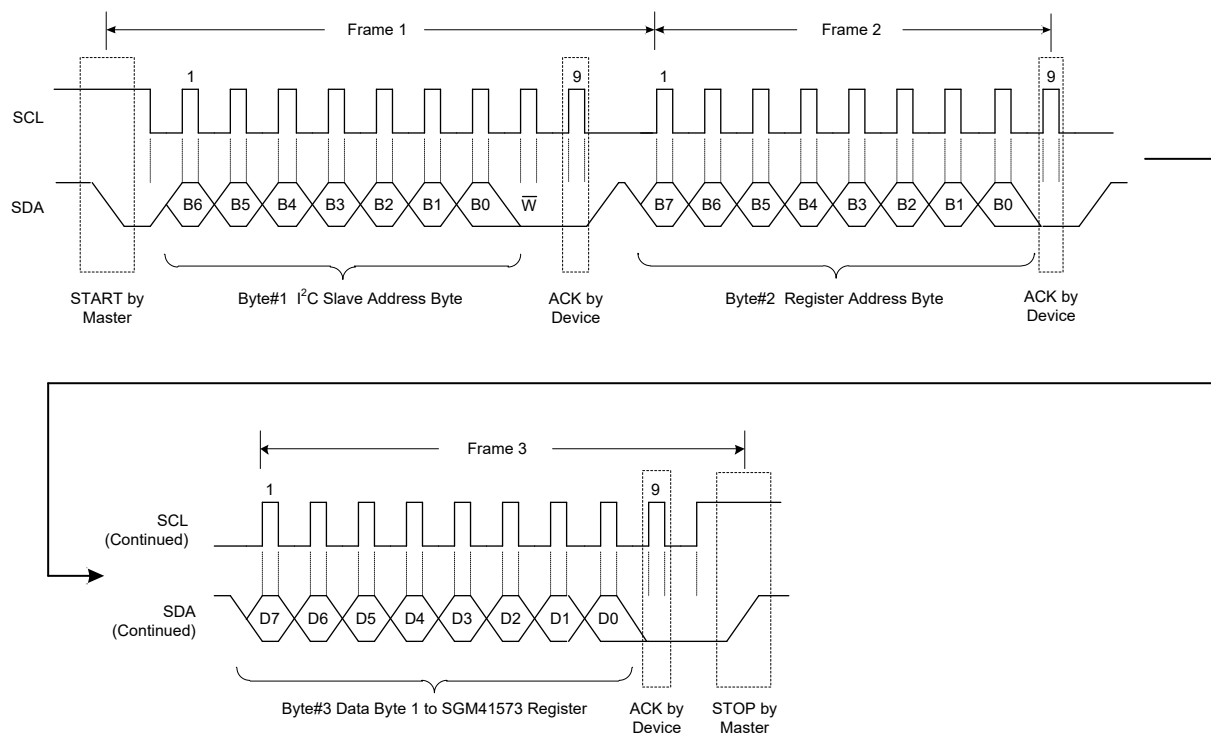 Frame 1
Frame 2
1
9
1
9
SCL
SDA
B6 B5 B4 B3 B2 B1 B0 W̅
B7 B6 B5 B4 B3 B2 B1 B0
START by
Master
Byte#1 I²C Slave Address Byte
ACK by
Device
Byte#2 Register Address Byte
ACK by
Device
Frame 3
1
9
SCL
(Continued)
SDA
(Continued)
D7 D6 D5 D4 D3 D2 D1 D0
Byte#3 Data Byte 1 to SGM41573 Register
ACK by
Device
STOP by
Master